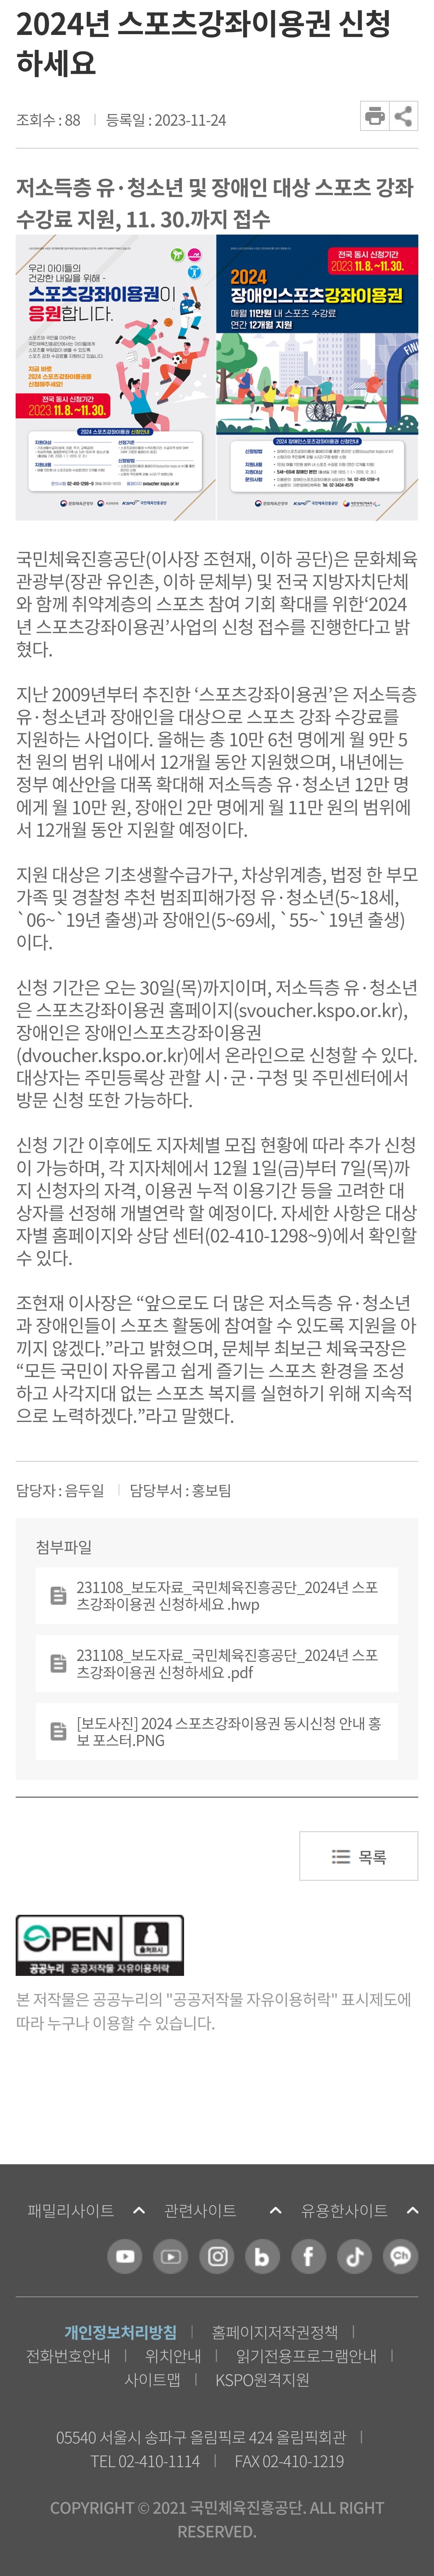 2024년 스포츠강좌이용권 신청
하세요
조회수 : 88 등록일 : 2023-11-24
저소득층 유·청소년 및 장애인 대상 스포츠 강좌
수강료 지원, 11. 30.까지 접수
우리 아이들의
건강한 내일을 위해 -
스포츠강좌이용권이
응원합니다.
지금 바로
2024 스포츠강좌이용권을
신청해주세요!
전국 동시 신청기간
2023.11.8.~11.30.
2024 스포츠강좌이용권 신청안내
전국 동시 신청기간
2023.11.8.~11.30.
2024
장애인스포츠강좌이용권
매월 11만원 내 스포츠 수강료
연간 12개월 지원
2024 장애인스포츠강좌이용권 신청안내
국민체육진흥공단(이사장 조현재, 이하 공단)은 문화체육
관광부(장관 유인촌, 이하 문체부) 및 전국 지방자치단체
와 함께 취약계층의 스포츠 참여 기회 확대를 위한‘2024
년 스포츠강좌이용권’사업의 신청 접수를 진행한다고 밝
혔다.
지난 2009년부터 추진한 ‘스포츠강좌이용권’은 저소득층
유·청소년과 장애인을 대상으로 스포츠 강좌 수강료를
지원하는 사업이다. 올해는 총 10만 6천 명에게 월 9만 5
천 원의 범위 내에서 12개월 동안 지원했으며, 내년에는
정부 예산안을 대폭 확대해 저소득층 유·청소년 12만 명
에게 월 10만 원, 장애인 2만 명에게 월 11만 원의 범위에
서 12개월 동안 지원할 예정이다.
지원 대상은 기초생활수급가구, 차상위계층, 법정 한 부모
가족 및 경찰청 추천 범죄피해가정 유·청소년(5~18세,
`06~`19년 출생)과 장애인(5~69세, `55~`19년 출생)
이다.
신청 기간은 오는 30일(목)까지이며, 저소득층 유·청소년
은 스포츠강좌이용권 홈페이지(svoucher.kspo.or.kr),
장애인은 장애인스포츠강좌이용권
(dvoucher.kspo.or.kr)에서 온라인으로 신청할 수 있다.
대상자는 주민등록상 관할 시·군·구청 및 주민센터에서
방문 신청 또한 가능하다.
신청 기간 이후에도 지자체별 모집 현황에 따라 추가 신청
이 가능하며, 각 지자체에서 12월 1일(금)부터 7일(목)까
지 신청자의 자격, 이용권 누적 이용기간 등을 고려한 대
상자를 선정해 개별연락 할 예정이다. 자세한 사항은 대상
자별 홈페이지와 상담 센터(02-410-1298~9)에서 확인할
수 있다.
조현재 이사장은 “앞으로도 더 많은 저소득층 유·청소년
과 장애인들이 스포츠 활동에 참여할 수 있도록 지원을 아
끼지 않겠다.”라고 밝혔으며, 문체부 최보근 체육국장은
“모든 국민이 자유롭고 쉽게 즐기는 스포츠 환경을 조성
하고 사각지대 없는 스포츠 복지를 실현하기 위해 지속적
으로 노력하겠다.”라고 말했다.
담당자 : 음두일 담당부서 : 홍보팀
첨부파일
231108_보도자료_국민체육진흥공단_2024년 스포
츠강좌이용권 신청하세요 .hwp
231108_보도자료_국민체육진흥공단_2024년 스포
츠강좌이용권 신청하세요 .pdf
[보도사진] 2024 스포츠강좌이용권 동시신청 안내 홍
보 포스터.PNG
목록
OPEN 출처표시
공공누리 공공저작물 자유이용허락
본 저작물은 공공누리의 "공공저작물 자유이용허락" 표시제도에
따라 누구나 이용할 수 있습니다.
패밀리사이트 관련사이트 유용한사이트
개인정보처리방침 홈페이지저작권정책
전화번호안내 위치안내 읽기전용프로그램안내
사이트맵 KSPO원격지원
05540 서울시 송파구 올림픽로 424 올림픽회관
TEL 02-410-1114 FAX 02-410-1219
COPYRIGHT © 2021 국민체육진흥공단. ALL RIGHT
RESERVED.